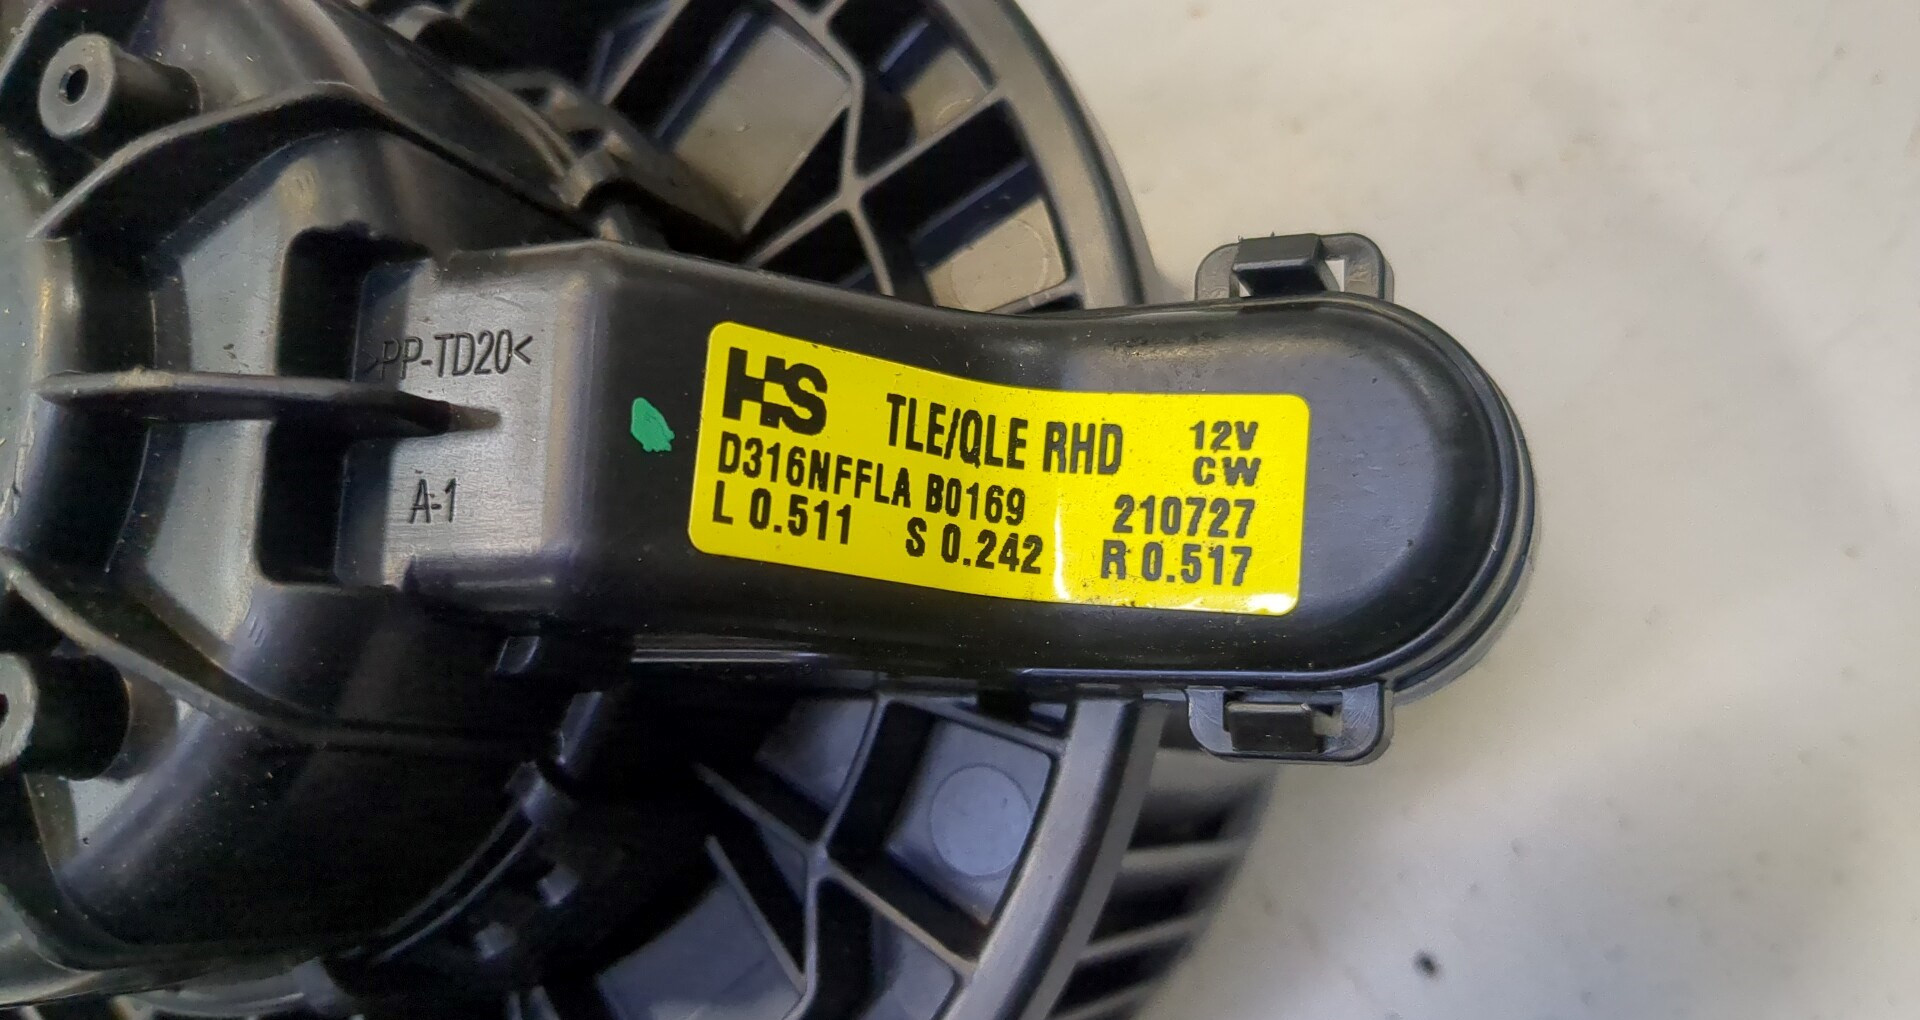 >PP-TD20<
A-1
HS TLE/QLE RHD 12V
CW
D316NFFLA B0169 210727
L 0.511 S 0.242 R 0.517